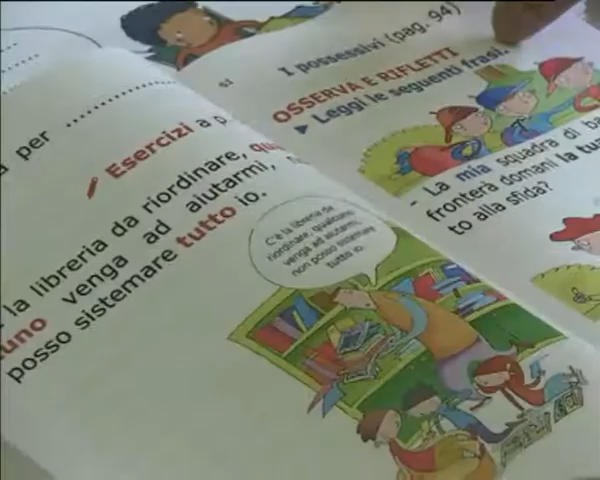 per ....................
Esercizi a p
la libreria da riordinare,
venga ad aiutarmi,
posso sistemare tutto io.
C'è la libreria da
riordinare, qualcuno
venga ad aiutarmi,
non posso sistemare
tutto io.
I possessivi (pag. 94)
OSSERVA E RIFLETTI
Leggi le seguenti frasi.
- La mia squadra di ba
fronterà domani la tua
to alla sfida?